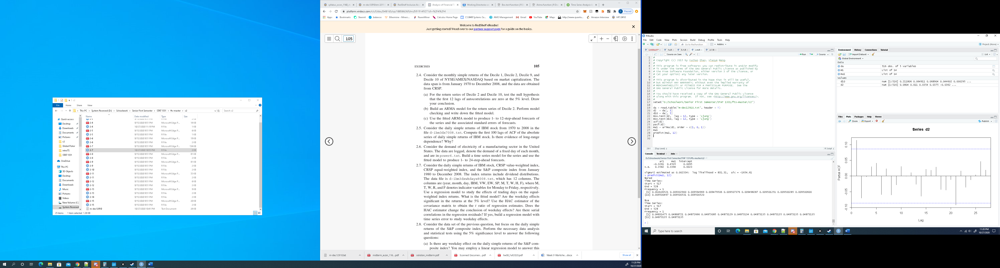 c2
File Home Share View
This PC > System Reserved (D:) > Schoolwork > Senior First Semester > STAT 1331 > fts-master > c2
Search c2
Quick access
Desktop
Downloads
Documents
Pictures
c2
Global Poker
introTS
STAT 1331
OneDrive
This PC
3D Objects
Desktop
Documents
Downloads
Music
Pictures
Videos
New Volume (C:
System Reserved
Name Date modified Type Size
2-3 9/15/2020 9:51 PM R File 1 KB
2-4 9/15/2020 9:51 PM Microsoft Edge P... 14 KB
2-4 10/27/2020 11:19 PM R File 1 KB
2-5 9/15/2020 9:51 PM Microsoft Edge P... 6 KB
2-5 9/15/2020 9:51 PM R File 1 KB
2-6 9/15/2020 9:51 PM Microsoft Edge P... 19 KB
2-6 9/15/2020 9:51 PM R File 2 KB
2-7 9/15/2020 9:51 PM Microsoft Edge P... 134 KB
2-7 10/27/2020 10:53 PM R File 2 KB
2-8 9/15/2020 9:51 PM Microsoft Edge P... 81 KB
2-8 9/15/2020 9:51 PM R File 2 KB
2-9 9/15/2020 9:51 PM Microsoft Edge P... 81 KB
2-9 9/15/2020 9:51 PM R File 2 KB
2-10 9/15/2020 9:51 PM R File 2 KB
2-11 9/15/2020 9:51 PM Microsoft Edge P... 33 KB
2-11 9/15/2020 9:51 PM R File 2 KB
2-12 9/15/2020 9:51 PM Microsoft Edge P... 6 KB
2-12 9/15/2020 9:51 PM R File 2 KB
2-13 9/15/2020 9:51 PM Microsoft Edge P... 9 KB
2-13 9/15/2020 9:51 PM R File 2 KB
2-14 9/15/2020 9:51 PM R File 2 KB
2-15 9/15/2020 9:51 PM Microsoft Edge P... 20 KB
2-15 9/15/2020 9:51 PM R File 2 KB
m-dec12910 10/27/2020 10:41 PM Text Document 24 KB
25 items 1 item selected 1.38 KB
syllabus_econ_1160_
m-dec12910.txt: 2211
RedShelf Inclusive Acc
Analysis of Financial T
Working Directories a
Box.test function | R D
Arima function | R Do
Time Series Analysis U
platform.virdocs.com/r/s/0/doc/548165/sp/188586369/mi/591914927?cfi=%2F4%2F4
Paused
Apps Bookmarks Steemit balances Ethermine - Miners... RavenMiner Calculus Home Page CS 0449 Systems So... AMO Management Gmail YouTube Maps http://www.quantu... Amazon Interview HPS 0410
Welcome to RedShelf eReader!
Just getting started? Head over to our partner support page for a guide on the basics.
105
EXERCISES 105
2.4. Consider the monthly simple returns of the Decile 1, Decile 2, Decile 9, and
Decile 10 of NYSE/AMEX/NASDAQ based on market capitalization. The
data span is from January 1970 to December 2008, and the data are obtained
from CRSP.
(a) For the return series of Decile 2 and Decile 10, test the null hypothesis
that the first 12 lags of autocorrelations are zero at the 5% level. Draw
your conclusion.
(b) Build an ARMA model for the return series of Decile 2. Perform model
checking and write down the fitted model.
(c) Use the fitted ARMA model to produce 1- to 12-step-ahead forecasts of
the series and the associated standard errors of forecasts.
2.5. Consider the daily simple returns of IBM stock from 1970 to 2008 in the
file d-ibm3dx7008.txt. Compute the first 100 lags of ACF of the absolute
series of daily simple returns of IBM stock. Is there evidence of long-range
dependence? Why?
2.6. Consider the demand of electricity of a manufacturing sector in the United
States. The data are logged, denote the demand of a fixed day of each month,
and are in power6.txt. Build a time series model for the series and use the
fitted model to produce 1- to 24-step-ahead forecasts.
2.7. Consider the daily simple returns of IBM stock, CRSP value-weighted index,
CRSP equal-weighted index, and the S&P composite index from January
1980 to December 2008. The index returns include dividend distributions.
The data file is d-ibm3dxwkdays8008.txt, which has 12 columns. The
columns are (year, month, day, IBM, VW, EW, SP, M, T, W, H, F), where M,
T, W, R, and F denotes indicator variables for Monday to Friday, respectively.
Use a regression model to study the effects of trading days on the equal-
weighted index returns. What is the fitted model? Are the weekday effects
significant in the returns at the 5% level? Use the HAC estimator of the
covariance matrix to obtain the t ratio of regression estimates. Does the
HAC estimator change the conclusion of weekday effects? Are there serial
correlations in the regression residuals? If yes, build a regression model with
time series error to study weekday effects.
2.8. Consider the data set of the previous question, but focus on the daily simple
returns of the S&P composite index. Perform the necessary data analysis
and statistical tests using the 5% significance level to answer the following
questions:
(a) Is there any weekday effect on the daily simple returns of the S&P com-
posite index? You may employ a linear regression model to answer this
m-dec12910.txt midterm_econ_116....pdf solution_midterm.pdf Scanned Documen....pdf hw08_Fall2020.pdf Week 9 Workshe....docx Show all
11:20 PM
10/27/2020
RStudio
File Edit Code View Plots Session Build Debug Profile Tools Help
Go to file/function Addins
Project: (None)
Untitled1* 1c.R 5-1.R 2-4.R 2-7.R
Source on Save Run Source
1 #
2 # Copyright (c) 2015 by Yuchao Zhao, Xiaoye Meng.
3 #
4 # This program is free software: you can redistribute it and/or modify
5 # it under the terms of the GNU General Public License as published by
6 # the Free Software Foundation, either version 3 of the License, or
7 # (at your option) any later version.
8 #
9 # This program is distributed in the hope that it will be useful,
10 # but WITHOUT ANY WARRANTY; without even the implied warranty of
11 # MERCHANTABILITY or FITNESS FOR A PARTICULAR PURPOSE. See the
12 # GNU General Public License for more details.
13 #
14 # You should have received a copy of the GNU General Public License
15 # along with this program. If not, see <http://www.gnu.org/licenses/>.
16 #
17 setwd("D:/Schoolwork/Senior First Semester/STAT 1331/fts-master/c2")
18
19 da = read.table("m-dec12910.txt", header = T)
20 d2 = da[, 3]
21 d10 = da[, 5]
22 Box.test(d2, lag = 12, type = 'Ljung')
23 Box.test(d10, lag = 12, type = 'Ljung')
24 acf(d2)
25 pacf(d2)
26 ma1 = arima(d2, order = c(1, 0, 1))
27 ma1
28 predict(ma1, 12)
29
30
29:1 (Top Level) R Script
Console Terminal Jobs
D:/Schoolwork/Senior First Semester/STAT 1331/fts-master/c2/
ar1 ma1 intercept
-0.3261 0.4505 0.0095
s.e. 0.3582 0.3394 0.0023
sigma^2 estimated as 0.002334: log likelihood = 831.31, aic = -1654.61
> predict(ma1, 12)
$pred
Time Series:
Start = 517
End = 528
Frequency = 1
[1] 0.010106521 0.009302900 0.009564969 0.009479506 0.009507376 0.009498287 0.009501251 0.009500285 0.009500600
[10] 0.009500497 0.009500531 0.009500520
$se
Time Series:
Start = 517
End = 528
Frequency = 1
[1] 0.04831475 0.04868721 0.04872666 0.04873085 0.04873129 0.04873134 0.04873135 0.04873135 0.04873135 0.04873135
[11] 0.04873135 0.04873135
>
Environment History Connections Tutorial
Import Dataset List
Global Environment
Data
da 516 obs. of 5 variables
m1 List of 14
ma1 List of 14
Values
d10 num [1:516] 0.211806 0.064911 0.068904 0.044602 0.000295 ...
d2 num [1:516] 0.0804 0.011 0.0354 0.0375 -0.0362 ...
Files Plots Packages Help Viewer
Zoom Export Publish
Series d2
Partial ACF
0.10
0.05
0.00
-0.05
-0.10
0 5 10 15 20 25
Lag
Type here to search
11:20 PM
10/27/2020